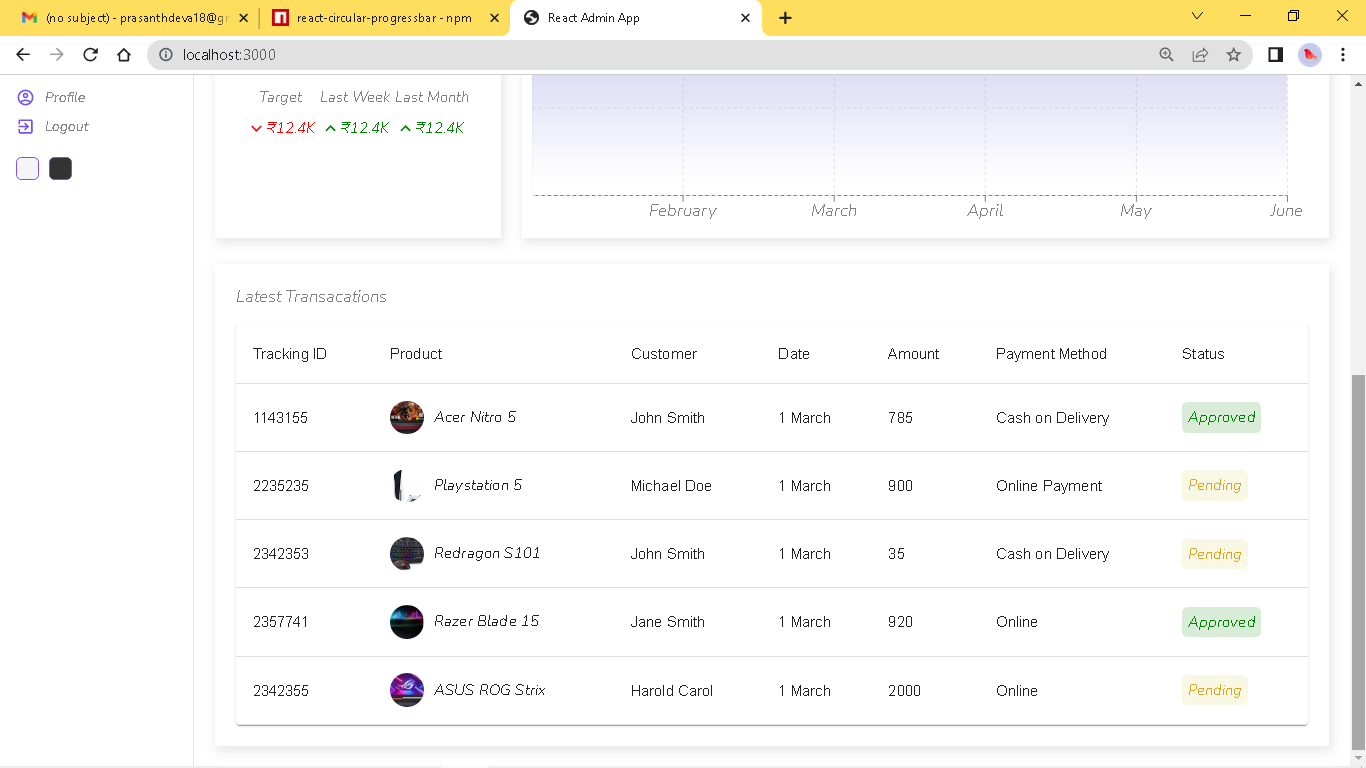 (no subject) - prasanthdeva18@gr
react-circular-progressbar - npm
React Admin App
localhost:3000
Profile
Logout
Target Last Week Last Month
₹12.4K ₹12.4K ₹12.4K
February March April May June
Latest Transacations
Tracking ID Product Customer Date Amount Payment Method Status
1143155 Acer Nitro 5 John Smith 1 March 785 Cash on Delivery Approved
2235235 Playstation 5 Michael Doe 1 March 900 Online Payment Pending
2342353 Redragon S101 John Smith 1 March 35 Cash on Delivery Pending
2357741 Razer Blade 15 Jane Smith 1 March 920 Online Approved
2342355 ASUS ROG Strix Harold Carol 1 March 2000 Online Pending